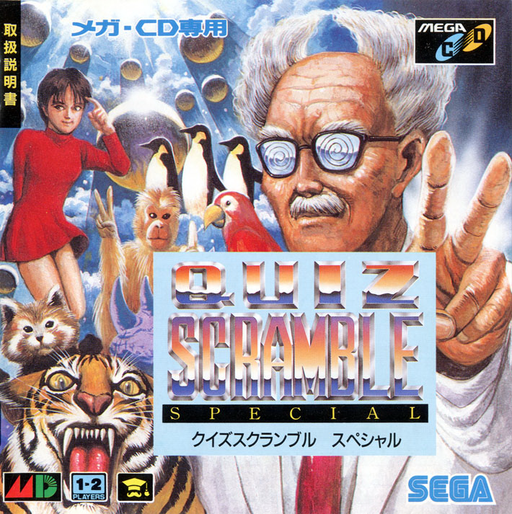 取扱説明書
メガ-CD専用
MEGA
CD
QUIZ
SCRAMBLE
SPECIAL
クイズスクランブル スペシャル
MD
1-2
PLAYERS
SEGA